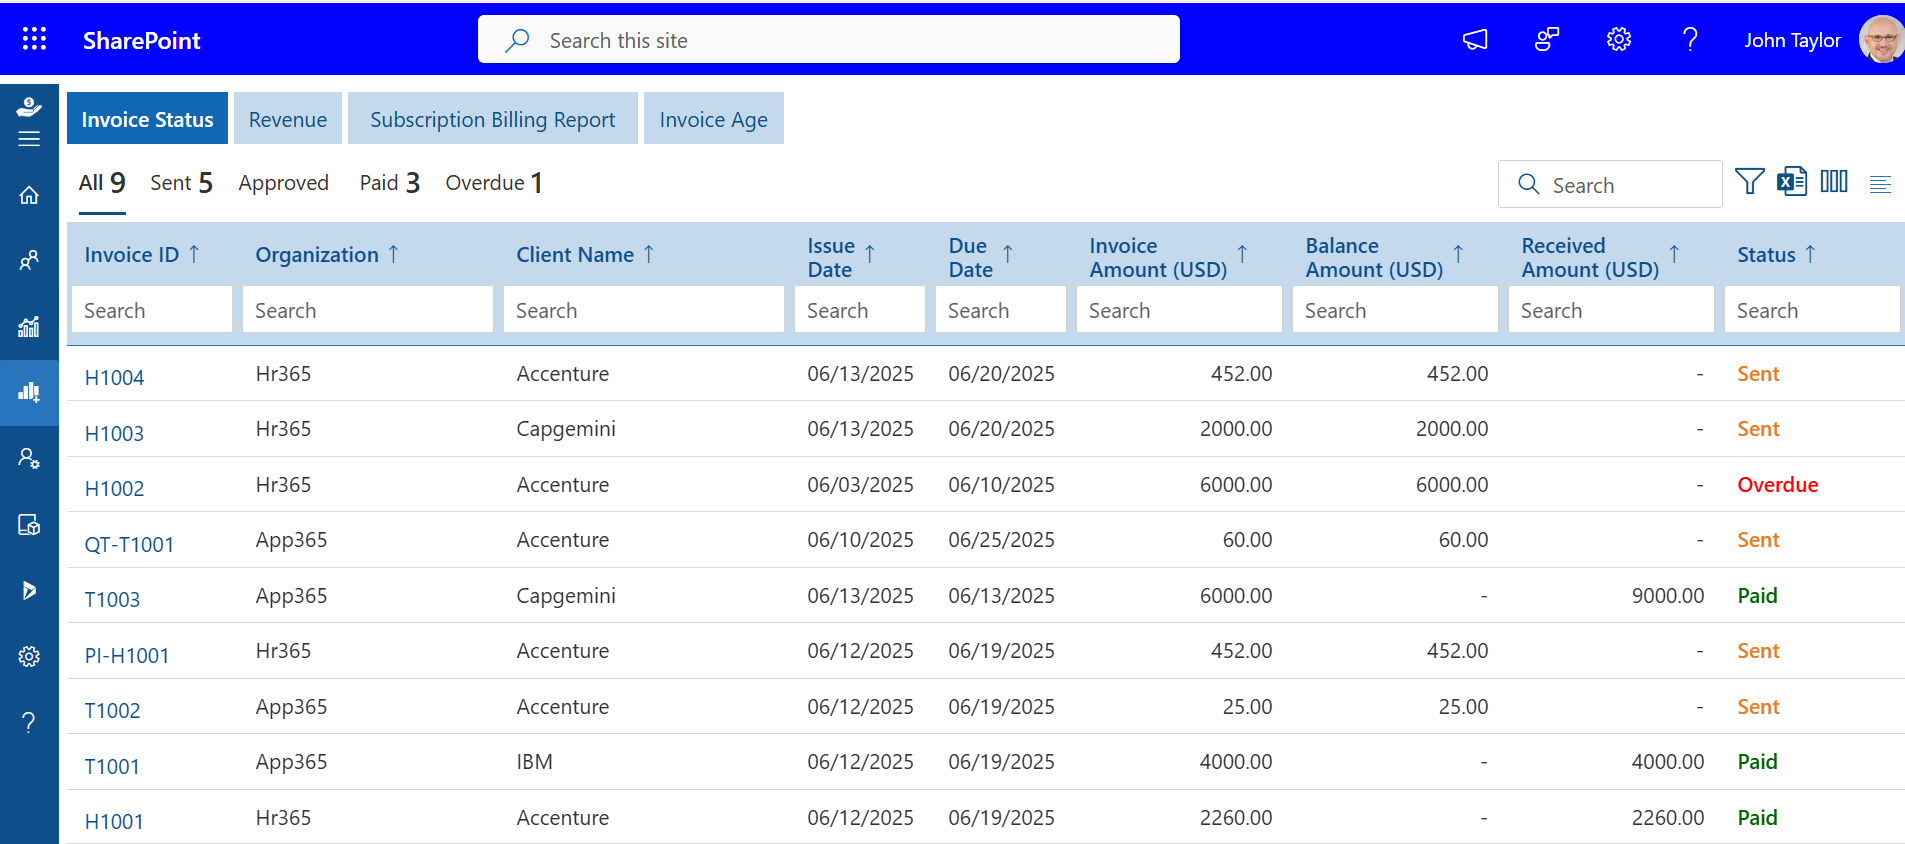 SharePoint
Search this site
John Taylor
Invoice Status Revenue Subscription Billing Report Invoice Age
All 9 Sent 5 Approved Paid 3 Overdue 1
Search
Invoice ID ↑ Organization ↑ Client Name ↑ Issue Date ↑ Due Date ↑ Invoice Amount (USD) ↑ Balance Amount (USD) ↑ Received Amount (USD) ↑ Status ↑
Search Search Search Search Search Search Search Search Search
H1004 Hr365 Accenture 06/13/2025 06/20/2025 452.00 452.00 - Sent
H1003 Hr365 Capgemini 06/13/2025 06/20/2025 2000.00 2000.00 - Sent
H1002 Hr365 Accenture 06/03/2025 06/10/2025 6000.00 6000.00 - Overdue
QT-T1001 App365 Accenture 06/10/2025 06/25/2025 60.00 60.00 - Sent
T1003 App365 Capgemini 06/13/2025 06/13/2025 6000.00 - 9000.00 Paid
PI-H1001 Hr365 Accenture 06/12/2025 06/19/2025 452.00 452.00 - Sent
T1002 App365 Accenture 06/12/2025 06/19/2025 25.00 25.00 - Sent
T1001 App365 IBM 06/12/2025 06/19/2025 4000.00 - 4000.00 Paid
H1001 Hr365 Accenture 06/12/2025 06/19/2025 2260.00 - 2260.00 Paid